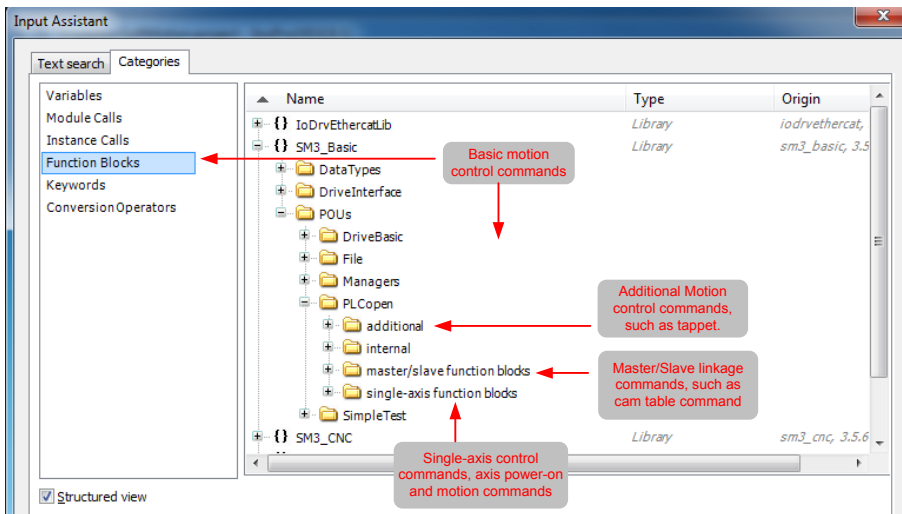 Input Assistant
x
Text search
Categories
Variables
Module Calls
Instance Calls
Function Blocks
Keywords
Conversion Operators
Name
Type
Origin
{} IoDrvEthercatLib
Library
iodrvethercat,
{} SM3_Basic
Library
sm3_basic, 3.5
DataTypes
DriveInterface
POUs
DriveBasic
File
Managers
PLCopen
additional
internal
master/slave function blocks
single-axis function blocks
SimpleTest
{} SM3_CNC
Library
sm3_cnc, 3.5.6
Basic motion
control commands
Additional Motion
control commands,
such as tappet.
Master/Slave linkage
commands, such as
cam table command
Single-axis control
commands, axis power-on
and motion commands
Structured view